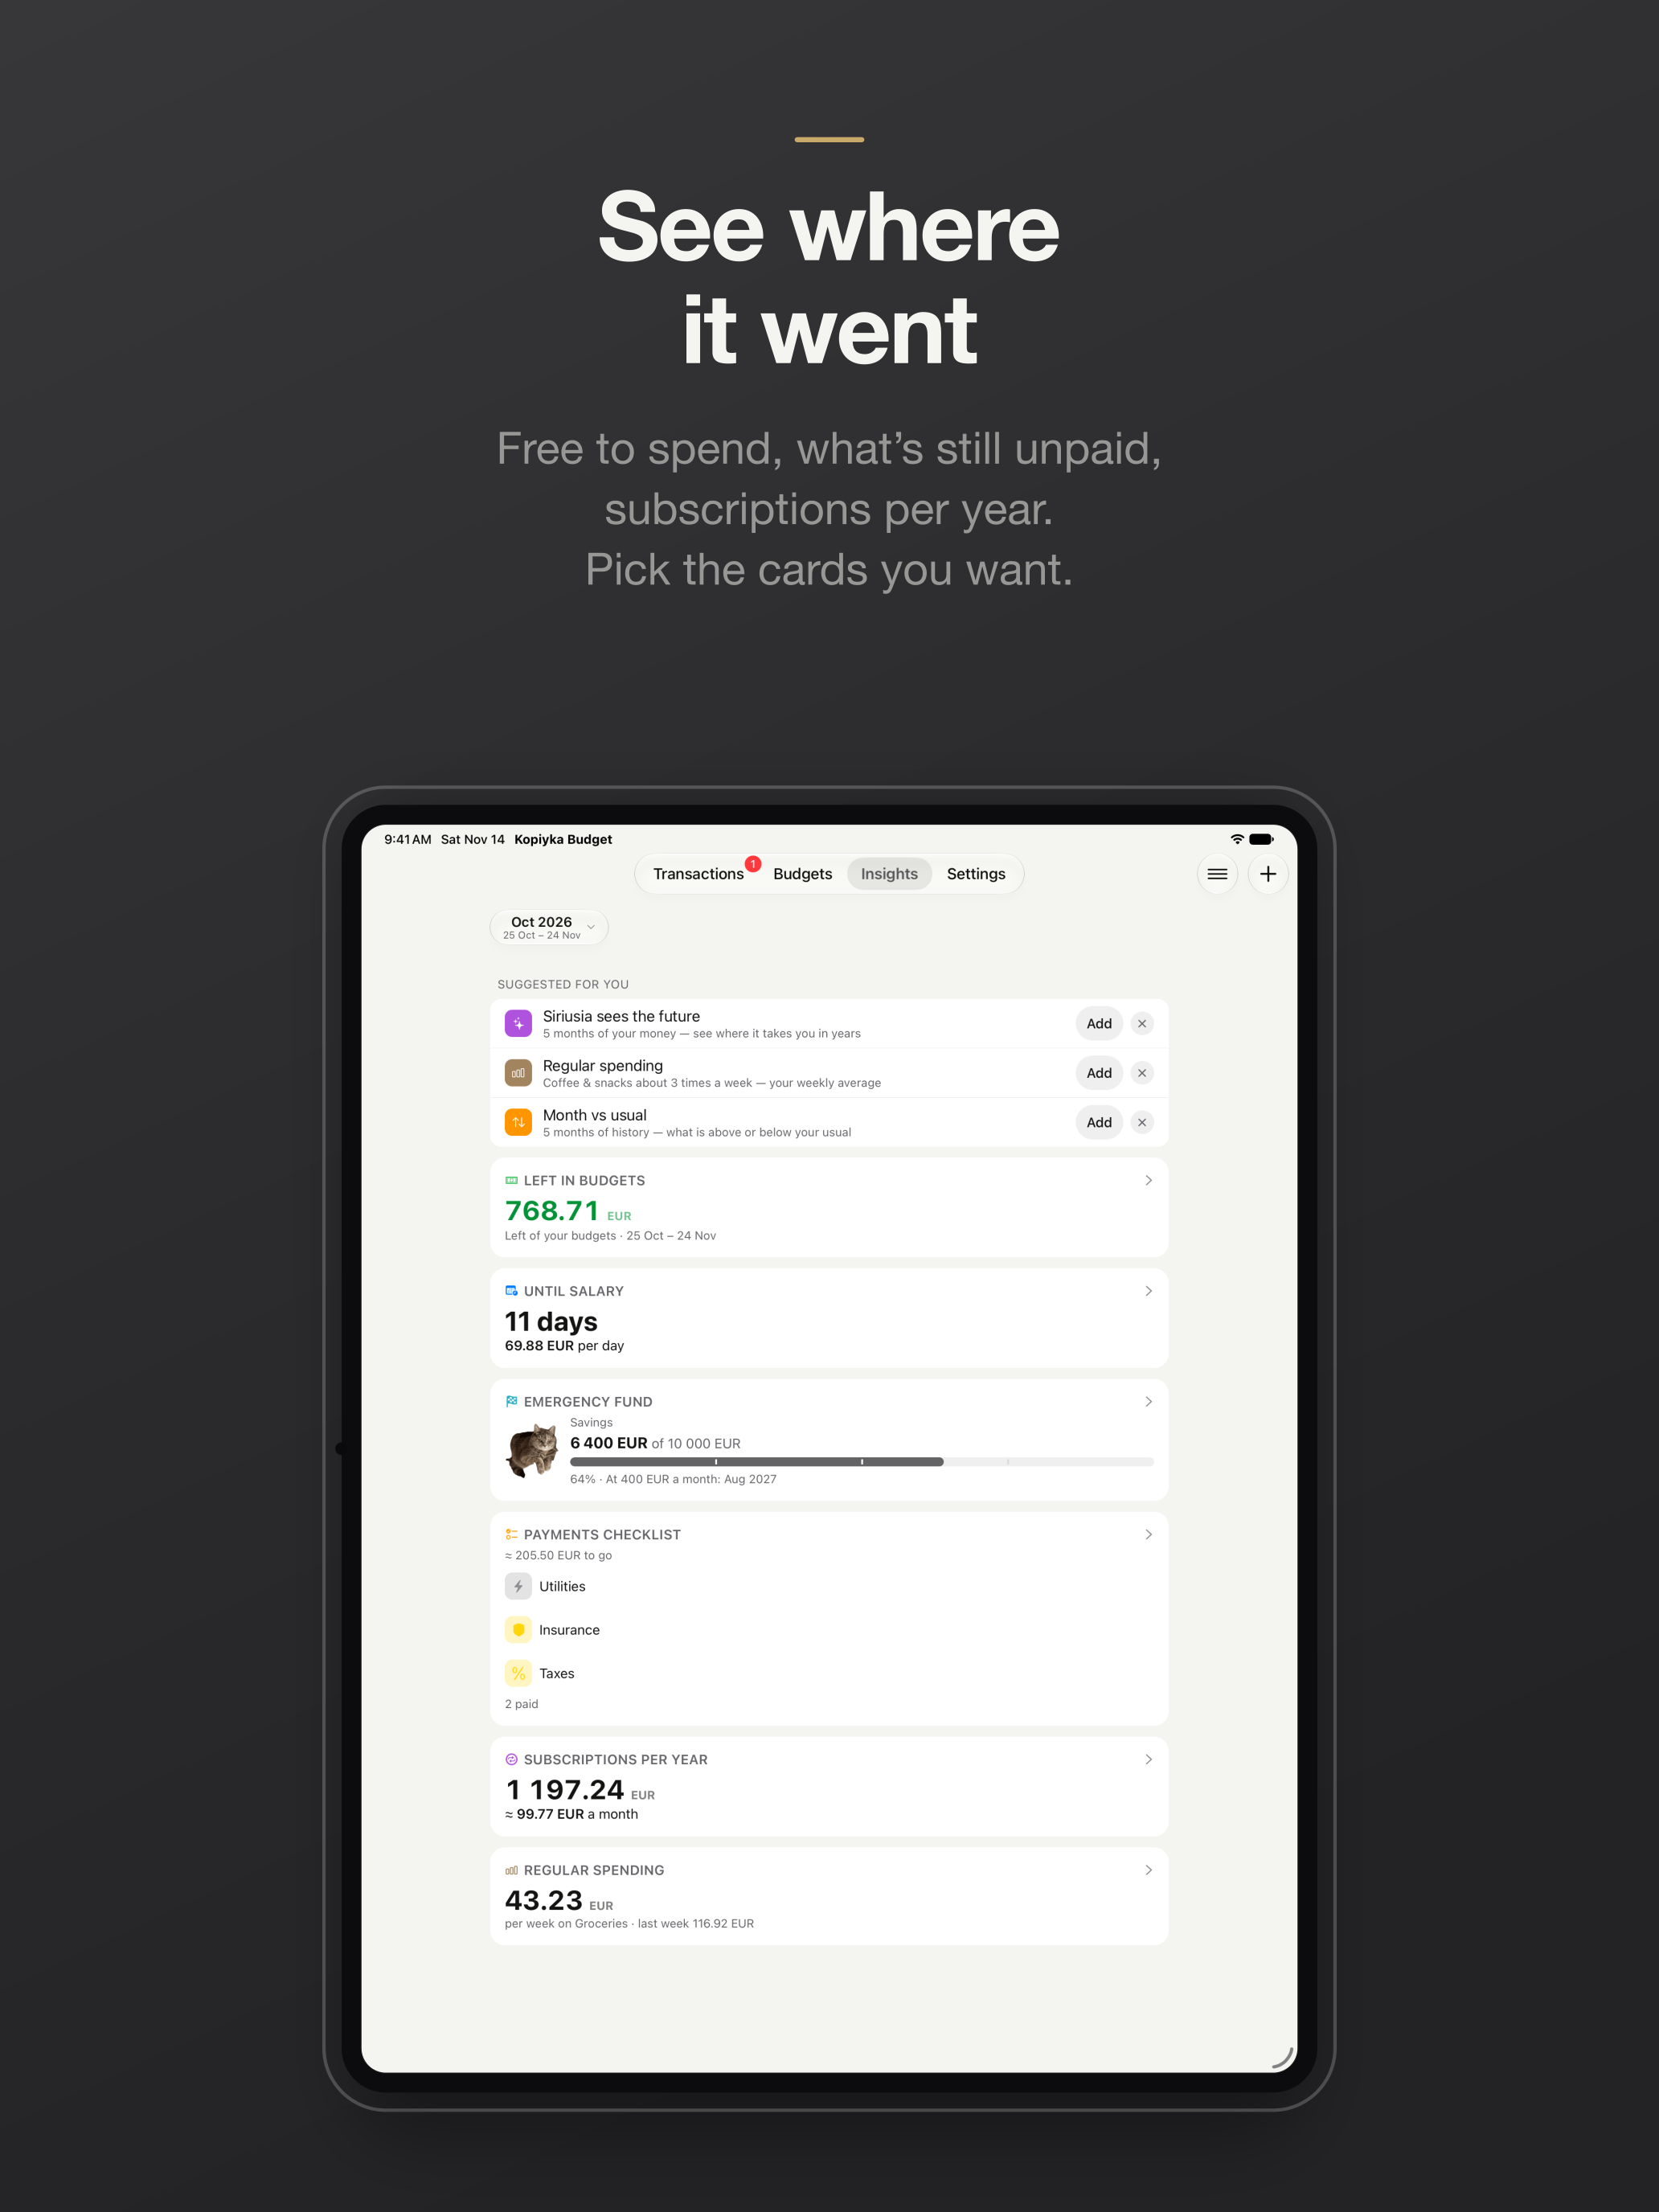 See where
it went
Free to spend, what’s still unpaid,
subscriptions per year.
Pick the cards you want.
9:41 AM Sat Nov 14 Kopiyka Budget
Transactions 1 Budgets Insights Settings
Oct 2026
25 Oct – 24 Nov
SUGGESTED FOR YOU
Siriusia sees the future
5 months of your money — see where it takes you in years
Add
Regular spending
Coffee & snacks about 3 times a week — your weekly average
Add
Month vs usual
5 months of history — what is above or below your usual
Add
LEFT IN BUDGETS
768.71 EUR
Left of your budgets · 25 Oct – 24 Nov
UNTIL SALARY
11 days
69.88 EUR per day
EMERGENCY FUND
Savings
6 400 EUR of 10 000 EUR
64% · At 400 EUR a month: Aug 2027
PAYMENTS CHECKLIST
≈ 205.50 EUR to go
Utilities
Insurance
% Taxes
2 paid
SUBSCRIPTIONS PER YEAR
1 197.24 EUR
≈ 99.77 EUR a month
REGULAR SPENDING
43.23 EUR
per week on Groceries · last week 116.92 EUR